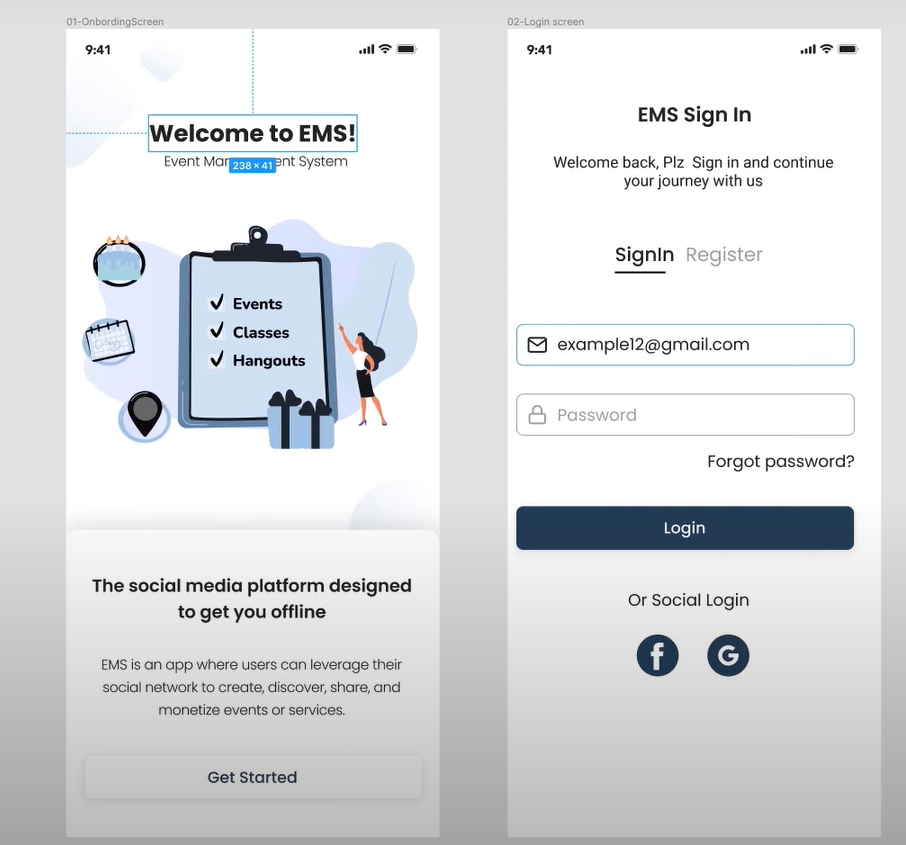 01-OnbordingScreen
9:41
Welcome to EMS!
Event Man ent System
238 × 41
Events
Classes
Hangouts
The social media platform designed
to get you offline
EMS is an app where users can leverage their
social network to create, discover, share, and
monetize events or services.
Get Started
02-Login screen
9:41
EMS Sign In
Welcome back, Plz Sign in and continue
your journey with us
SignIn Register
example12@gmail.com
Password
Forgot password?
Login
Or Social Login
f G